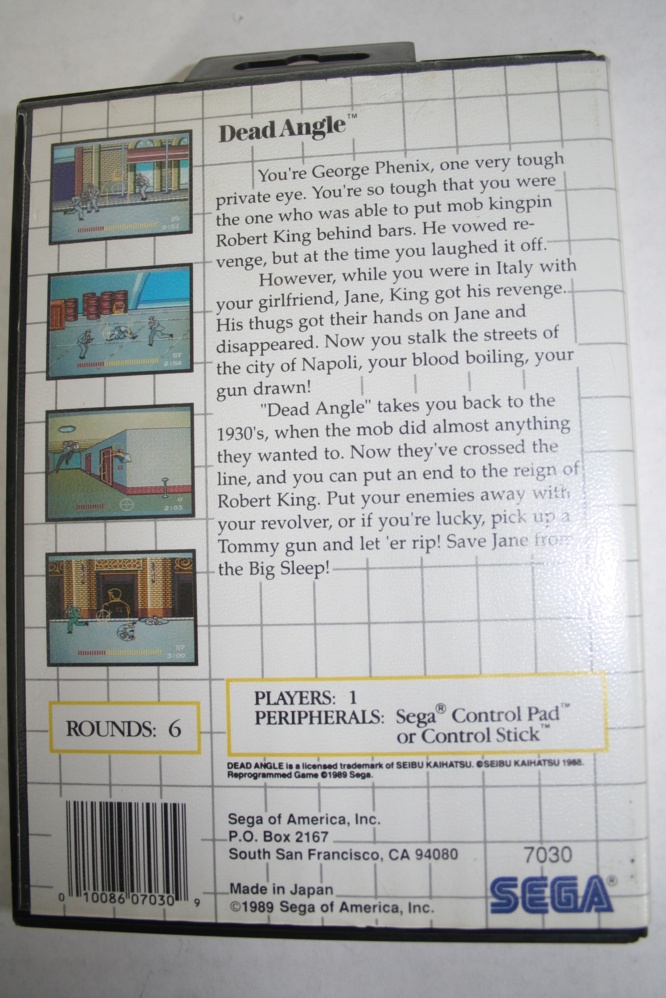 Dead Angle™
You're George Phenix, one very tough
private eye. You're so tough that you were
the one who was able to put mob kingpin
Robert King behind bars. He vowed re-
venge, but at the time you laughed it off.
However, while you were in Italy with
your girlfriend, Jane, King got his revenge.
His thugs got their hands on Jane and
disappeared. Now you stalk the streets of
the city of Napoli, your blood boiling, your
gun drawn!
"Dead Angle" takes you back to the
1930's, when the mob did almost anything
they wanted to. Now they've crossed the
line, and you can put an end to the reign of
Robert King. Put your enemies away with
your revolver, or if you're lucky, pick up a
Tommy gun and let 'er rip! Save Jane from
the Big Sleep!
ROUNDS: 6
PLAYERS: 1
PERIPHERALS: Sega® Control Pad™
or Control Stick™
DEAD ANGLE is a licensed trademark of SEIBU KAIHATSU. ©SEIBU KAIHATSU 1988.
Reprogrammed Game ©1989 Sega.
Sega of America, Inc.
P.O. Box 2167
South San Francisco, CA 94080
7030
Made in Japan
©1989 Sega of America, Inc.
SEGA®
0 10086 07030 9